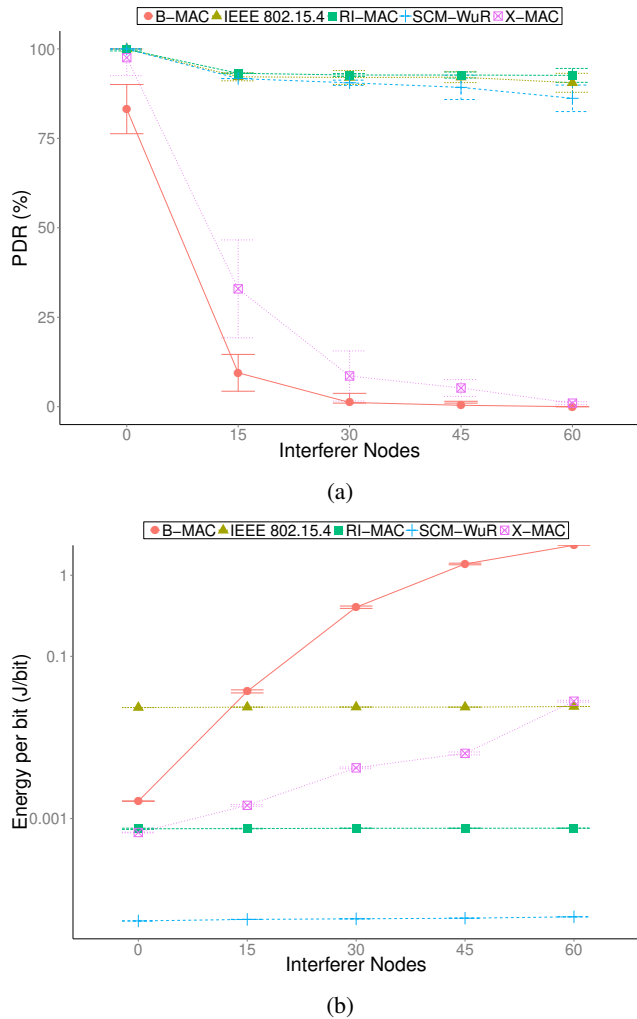 B−MAC IEEE 802.15.4 RI−MAC SCM−WuR X−MAC
100
75
50
25
0
PDR (%)
0 15 30 45 60
Interferer Nodes
(a)
B−MAC IEEE 802.15.4 RI−MAC SCM−WuR X−MAC
1
0.1
0.001
Energy per bit (J/bit)
0 15 30 45 60
Interferer Nodes
(b)